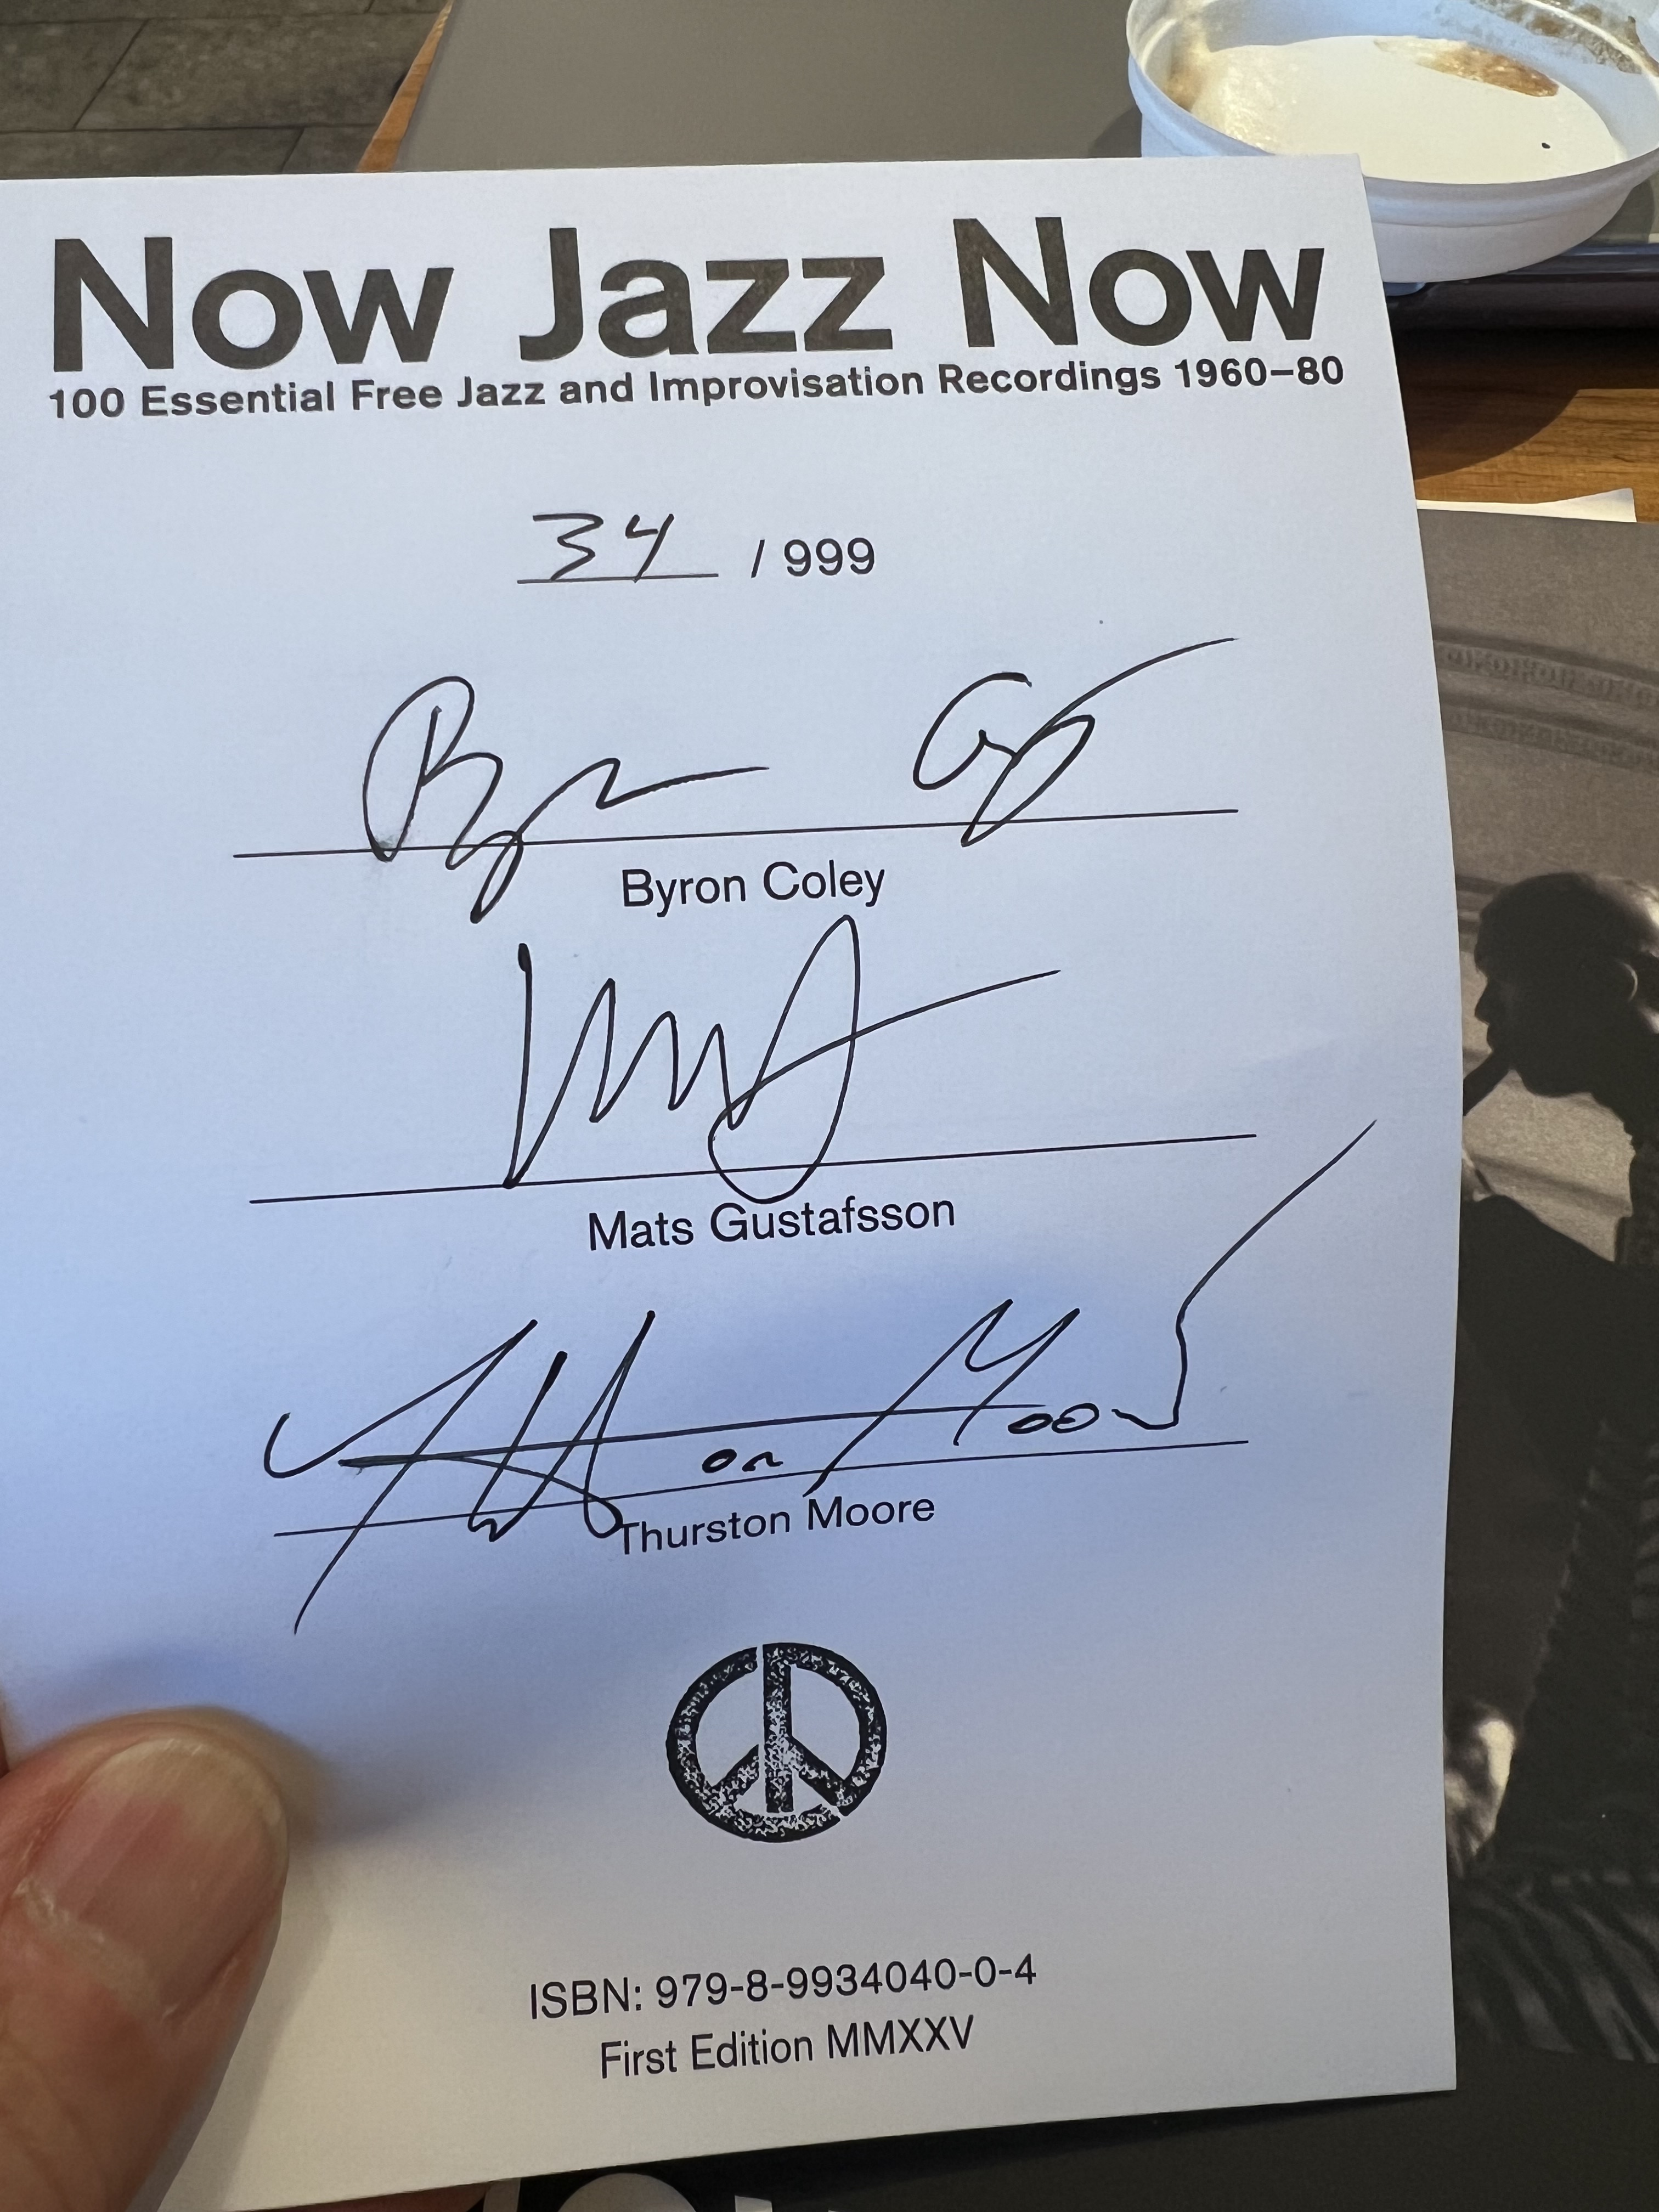 Now Jazz Now
100 Essential Free Jazz and Improvisation Recordings 1960–80
34 / 999
Byron Coley
Mats Gustafsson
Thurston Moore
ISBN: 979-8-9934040-0-4
First Edition MMXXV